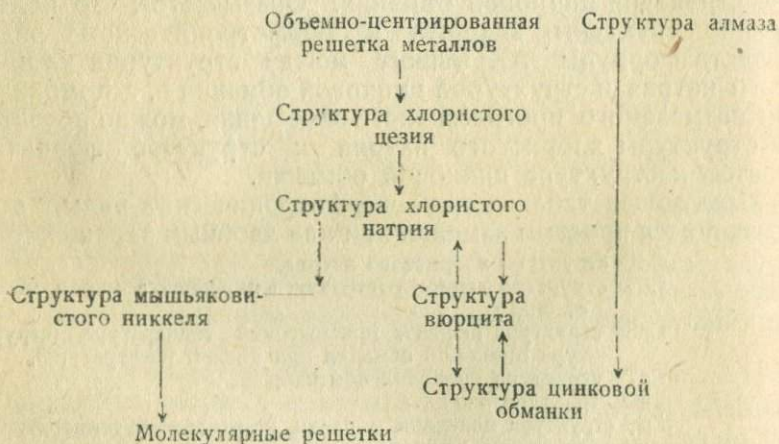 Объемно-центрированная
решетка металлов
Структура алмаза
Структура хлористого
цезия
Структура хлористого
натрия
Структура мышьякови-
стого никкеля
Структура
вюрцита
Структура цинковой
обманки
Молекулярные решетки